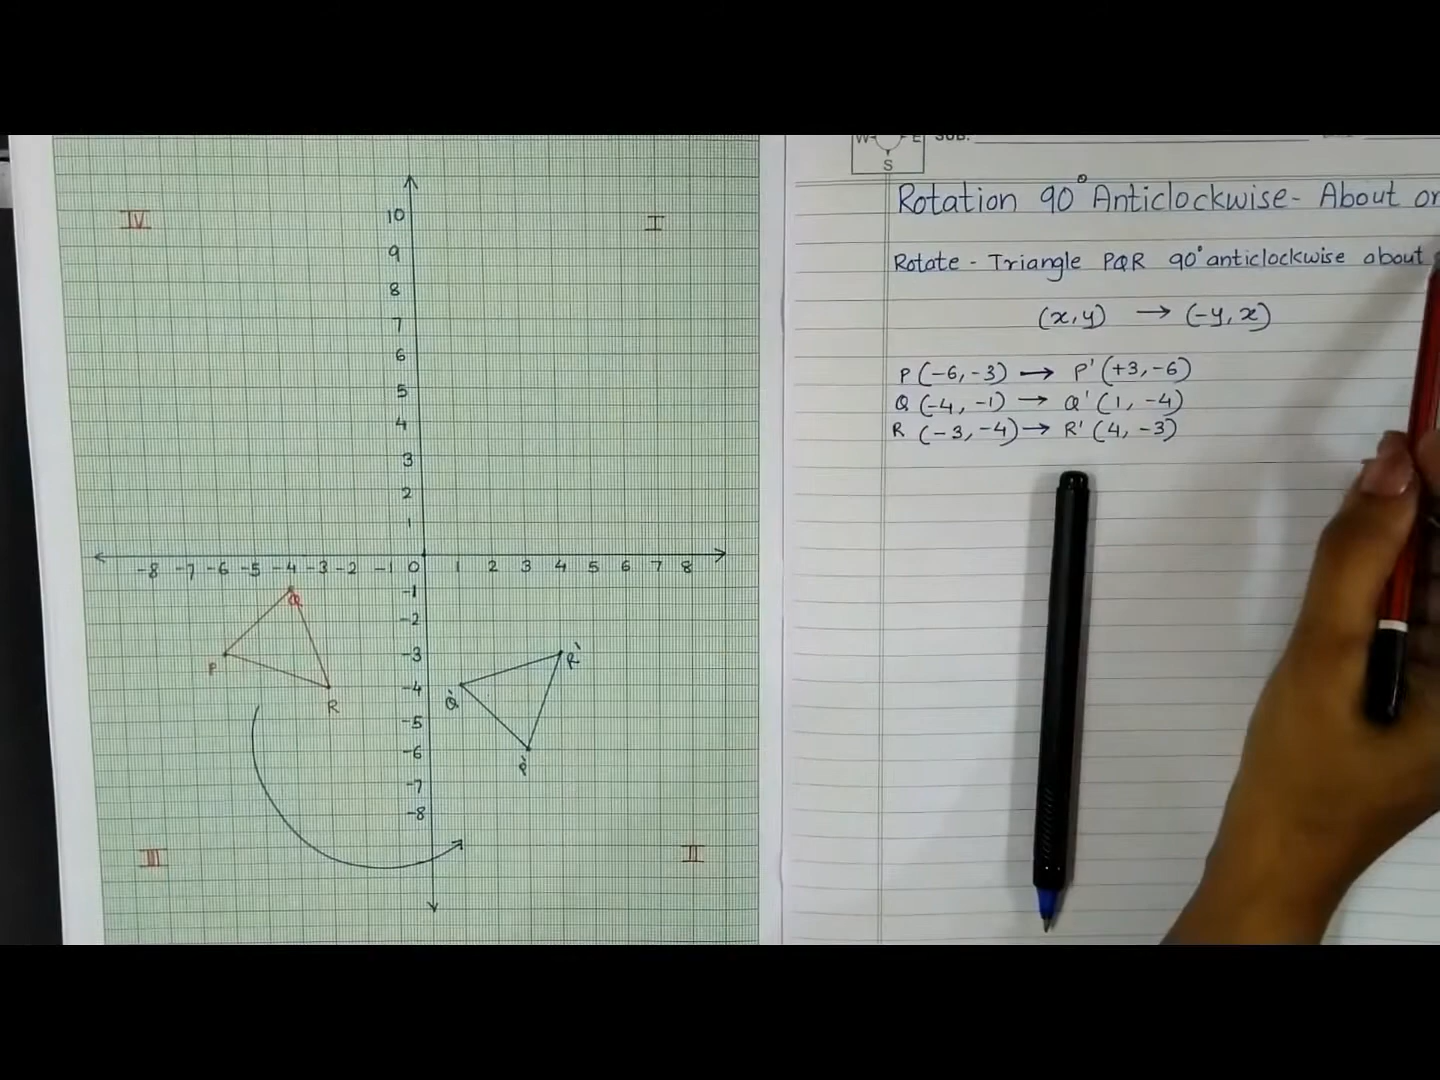 W E SUB:
S
Rotation 90° Anticlockwise - About
Rotate - Triangle PQR 90° anticlockwise about
(x,y) → (-y, x)
P (-6, -3) → P' (+3, -6)
Q (-4, -1) → Q' (1, -4)
R (-3, -4) → R' (4, -3)
IV I
10
9
8
7
6
5
4
3
2
1
-8 -7 -6 -5 -4 -3 -2 -1 0 1 2 3 4 5 6 7 8
Q -1
-2
P -3 R'
-4 Q'
R -5
-6 P'
-7
-8
III II